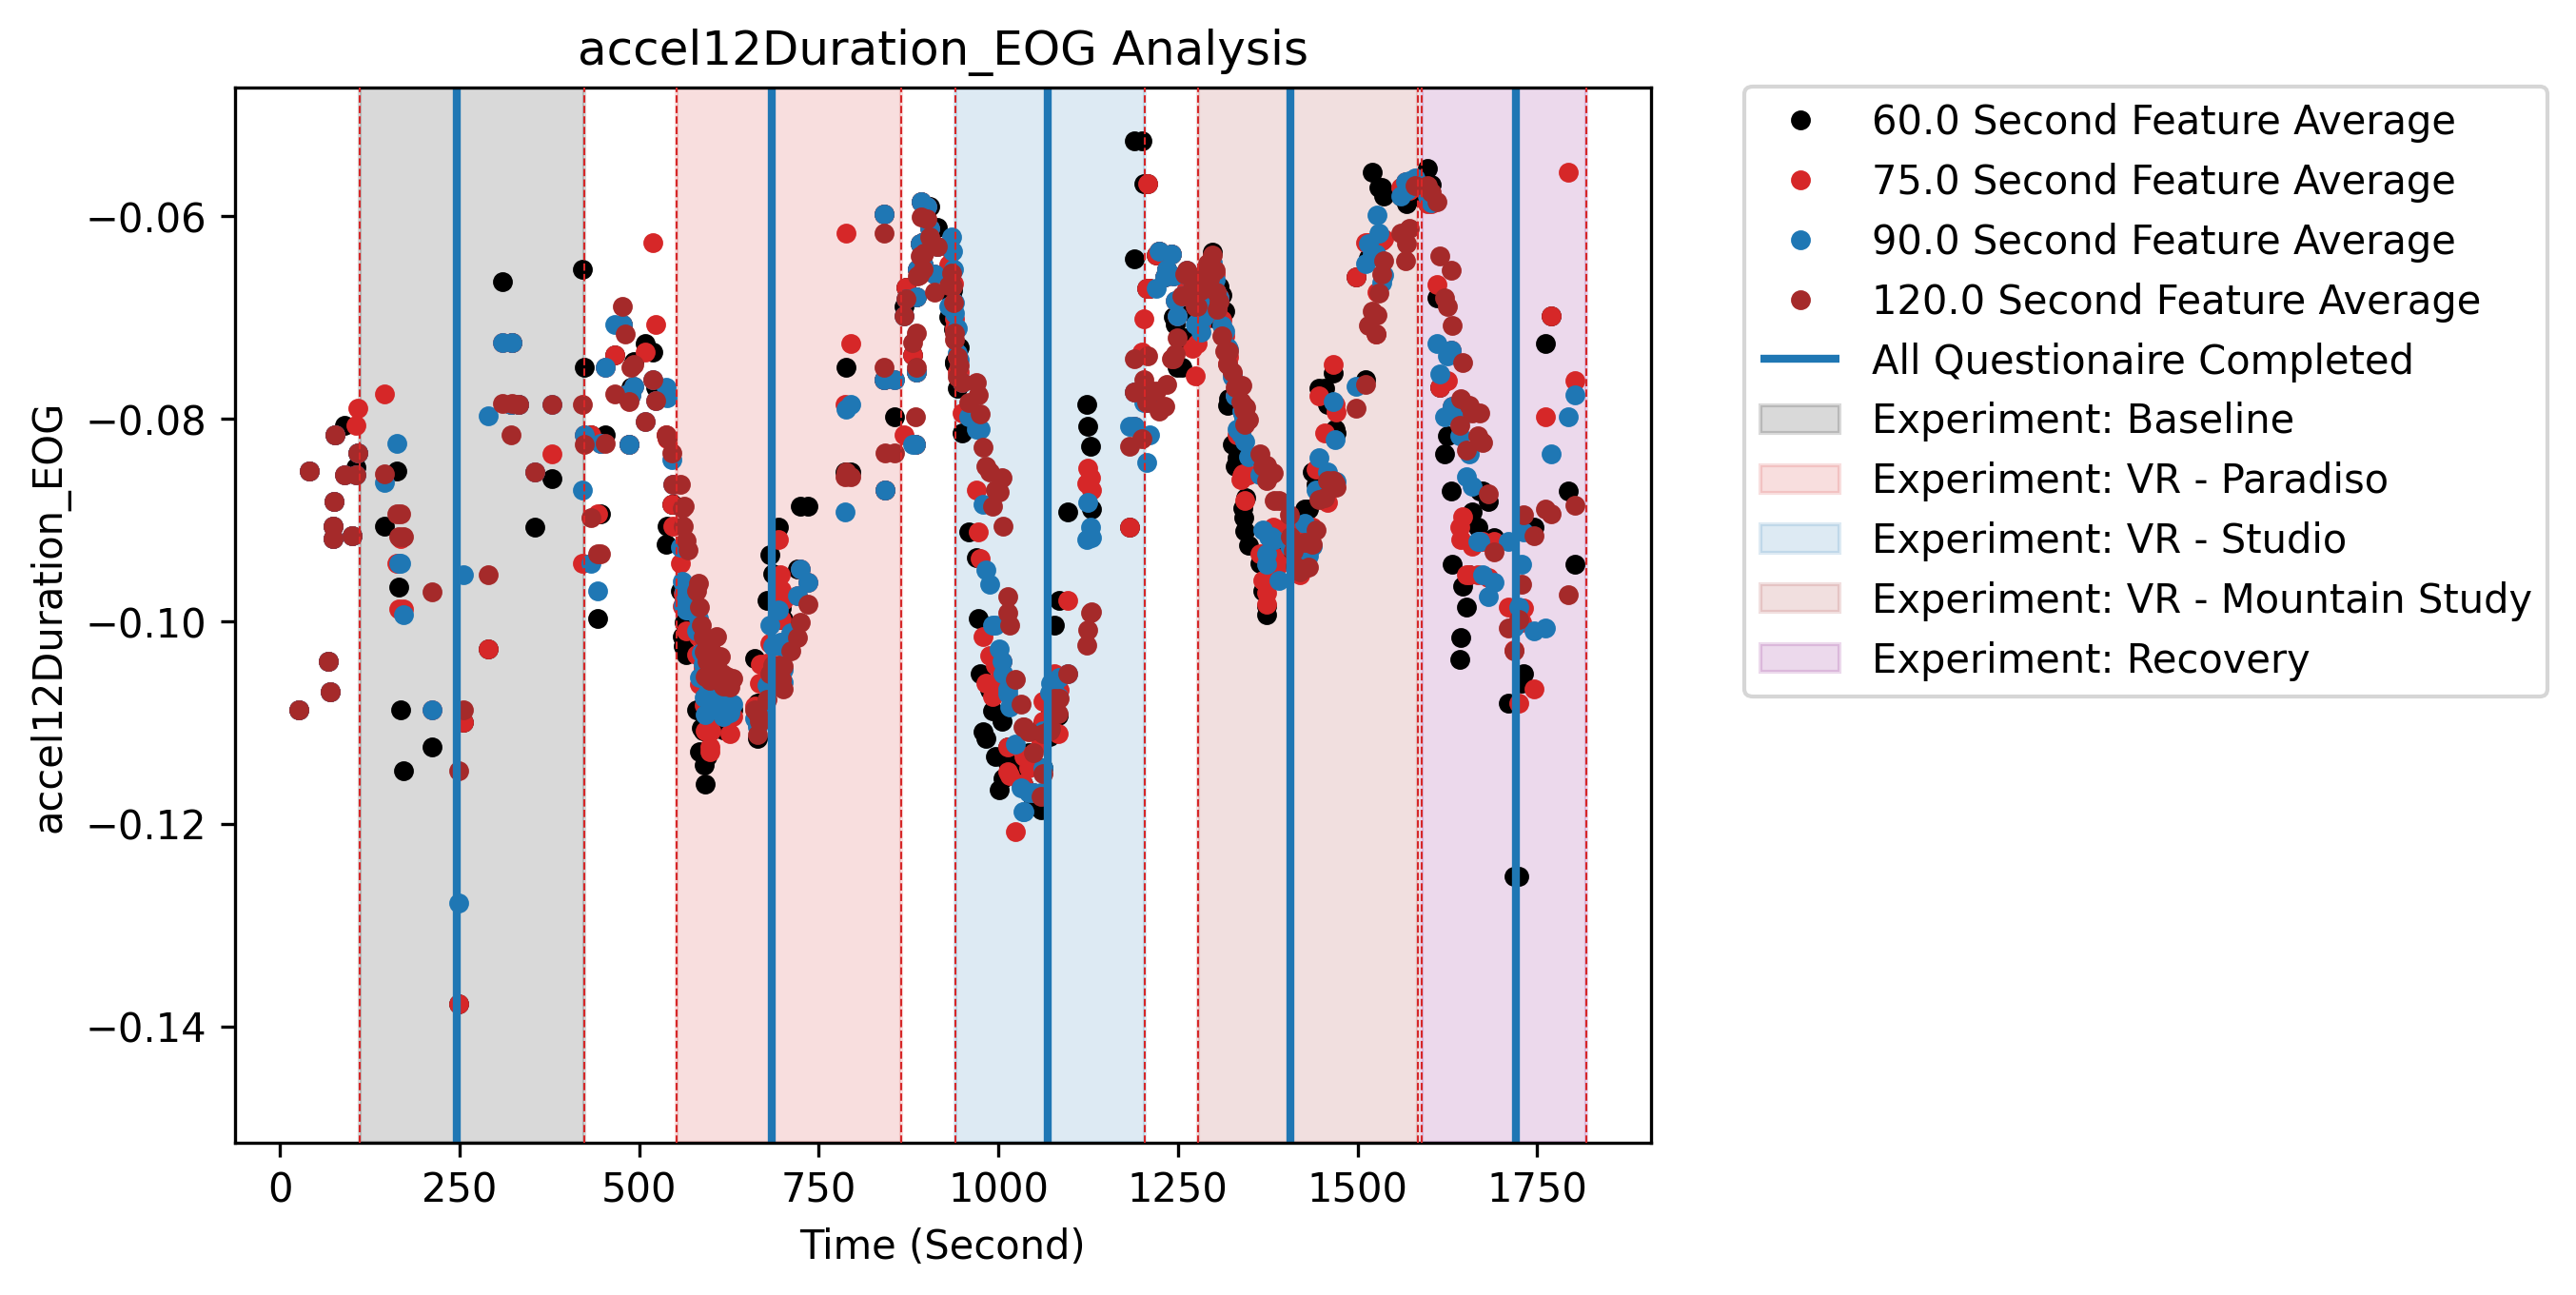 accel12Duration_EOG Analysis
accel12Duration_EOG
−0.06
−0.08
−0.10
−0.12
−0.14
0 250 500 750 1000 1250 1500 1750
Time (Second)
60.0 Second Feature Average
75.0 Second Feature Average
90.0 Second Feature Average
120.0 Second Feature Average
All Questionaire Completed
Experiment: Baseline
Experiment: VR - Paradiso
Experiment: VR - Studio
Experiment: VR - Mountain Study
Experiment: Recovery